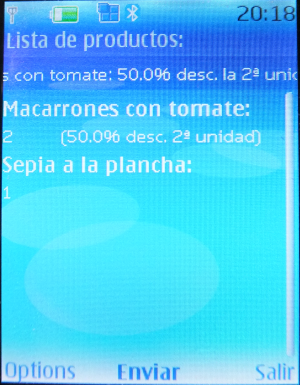 20:18
Lista de productos:
s con tomate: 50.0% desc. la 2ª unid
Macarrones con tomate:
2 (50.0% desc. 2ª unidad)
Sepia a la plancha:
1
Options Enviar Salir